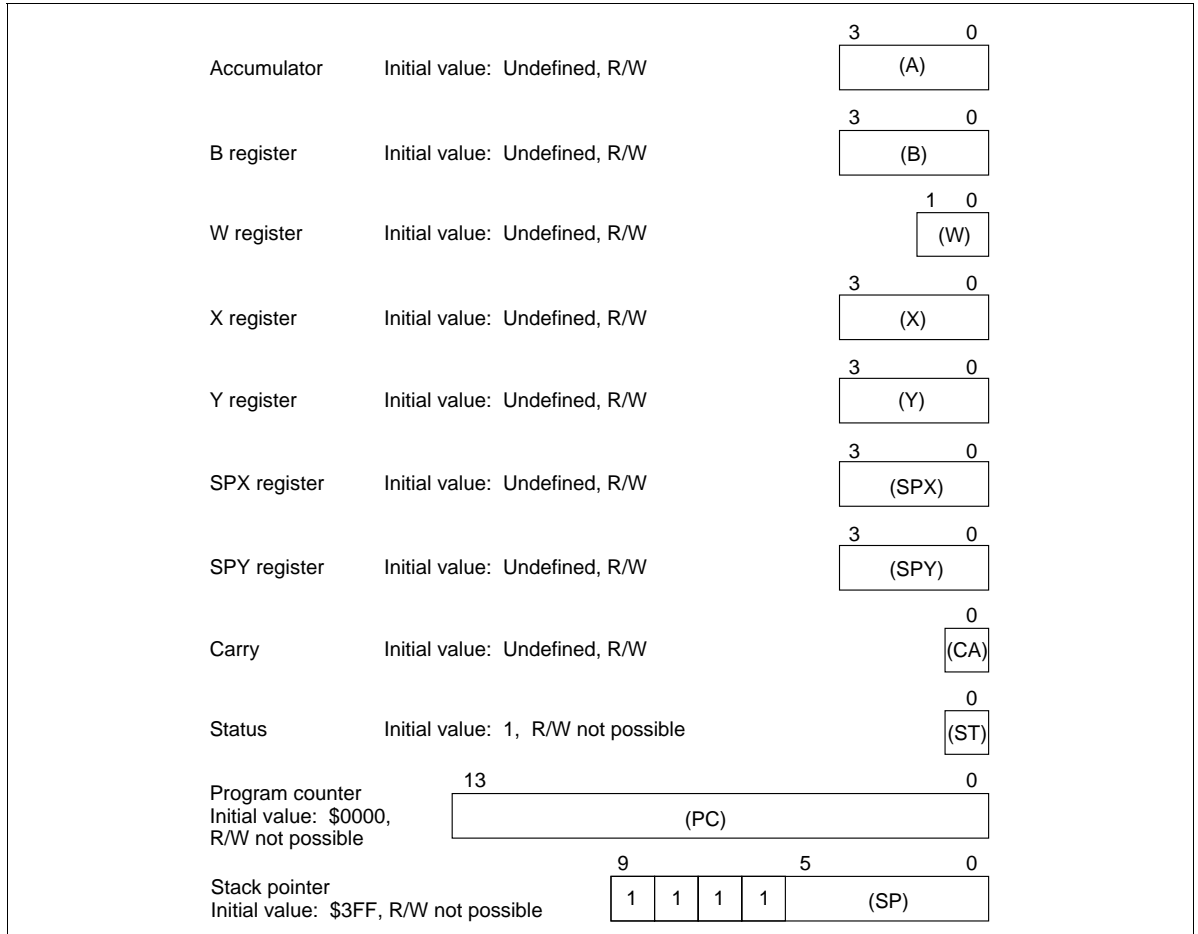 3 0
Accumulator Initial value: Undefined, R/W (A)
3 0
B register Initial value: Undefined, R/W (B)
1 0
W register Initial value: Undefined, R/W (W)
3 0
X register Initial value: Undefined, R/W (X)
3 0
Y register Initial value: Undefined, R/W (Y)
3 0
SPX register Initial value: Undefined, R/W (SPX)
3 0
SPY register Initial value: Undefined, R/W (SPY)
0
Carry Initial value: Undefined, R/W (CA)
0
Status Initial value: 1, R/W not possible (ST)
13 0
Program counter
Initial value: $0000,
R/W not possible
(PC)
9 5 0
Stack pointer
Initial value: $3FF, R/W not possible
1 1 1 1 (SP)